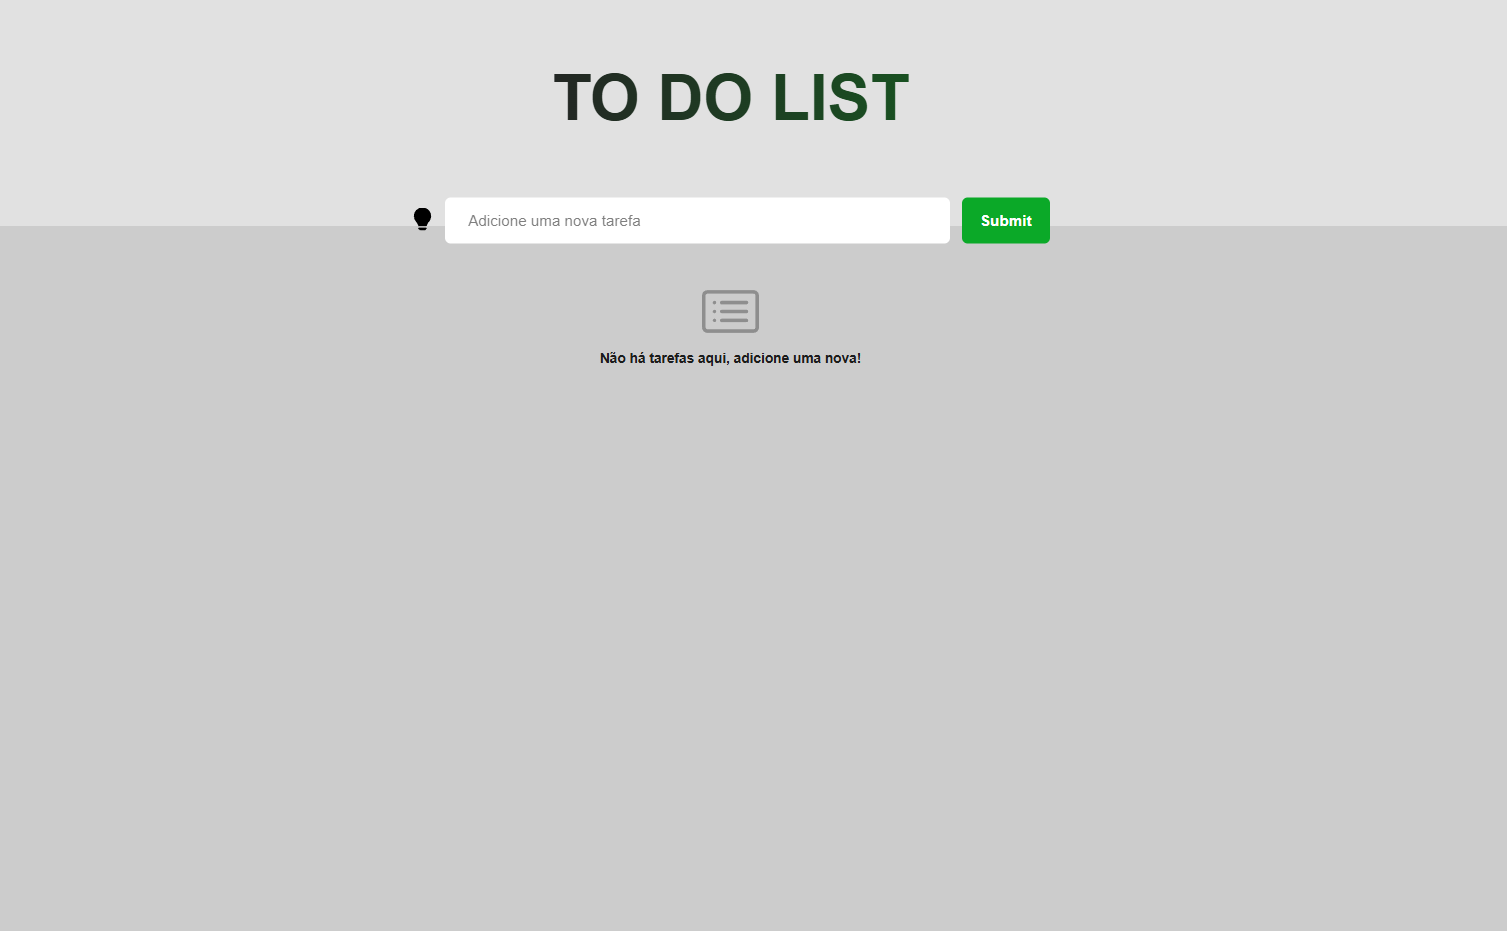 TO DO LIST
Adicione uma nova tarefa
Submit
Não há tarefas aqui, adicione uma nova!